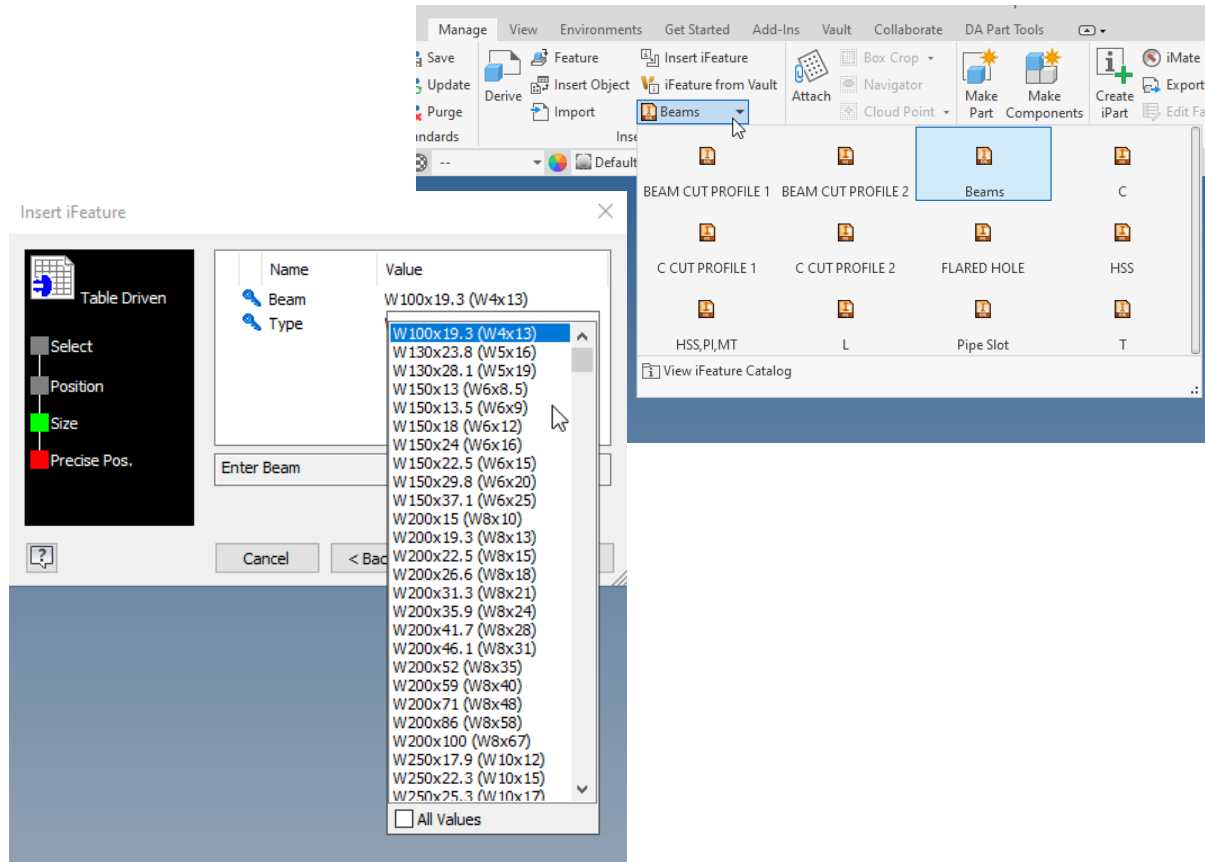 Manage View Environments Get Started Add-Ins Vault Collaborate DA Part Tools
Save Feature Insert iFeature Box Crop iMate
Update Derive Insert Object iFeature from Vault Attach Navigator Make Part Make Components Create iPart Export
Purge Import Beams Cloud Point Edit Fa
ndards Inse
-- Default
BEAM CUT PROFILE 1 BEAM CUT PROFILE 2 Beams C
C CUT PROFILE 1 C CUT PROFILE 2 FLARED HOLE HSS
HSS,PI,MT L Pipe Slot T
View iFeature Catalog
Insert iFeature
Table Driven
Select
Position
Size
Precise Pos.
Name Value
Beam W100x19.3 (W4x13)
Type
Enter Beam
Cancel < Bac
W100x19.3 (W4x13)
W130x23.8 (W5x16)
W130x28.1 (W5x19)
W150x13 (W6x8.5)
W150x13.5 (W6x9)
W150x18 (W6x12)
W150x24 (W6x16)
W150x22.5 (W6x15)
W150x29.8 (W6x20)
W150x37.1 (W6x25)
W200x15 (W8x10)
W200x19.3 (W8x13)
W200x22.5 (W8x15)
W200x26.6 (W8x18)
W200x31.3 (W8x21)
W200x35.9 (W8x24)
W200x41.7 (W8x28)
W200x46.1 (W8x31)
W200x52 (W8x35)
W200x59 (W8x40)
W200x71 (W8x48)
W200x86 (W8x58)
W200x100 (W8x67)
W250x17.9 (W10x12)
W250x22.3 (W10x15)
W250x25.3 (W10x17)
All Values